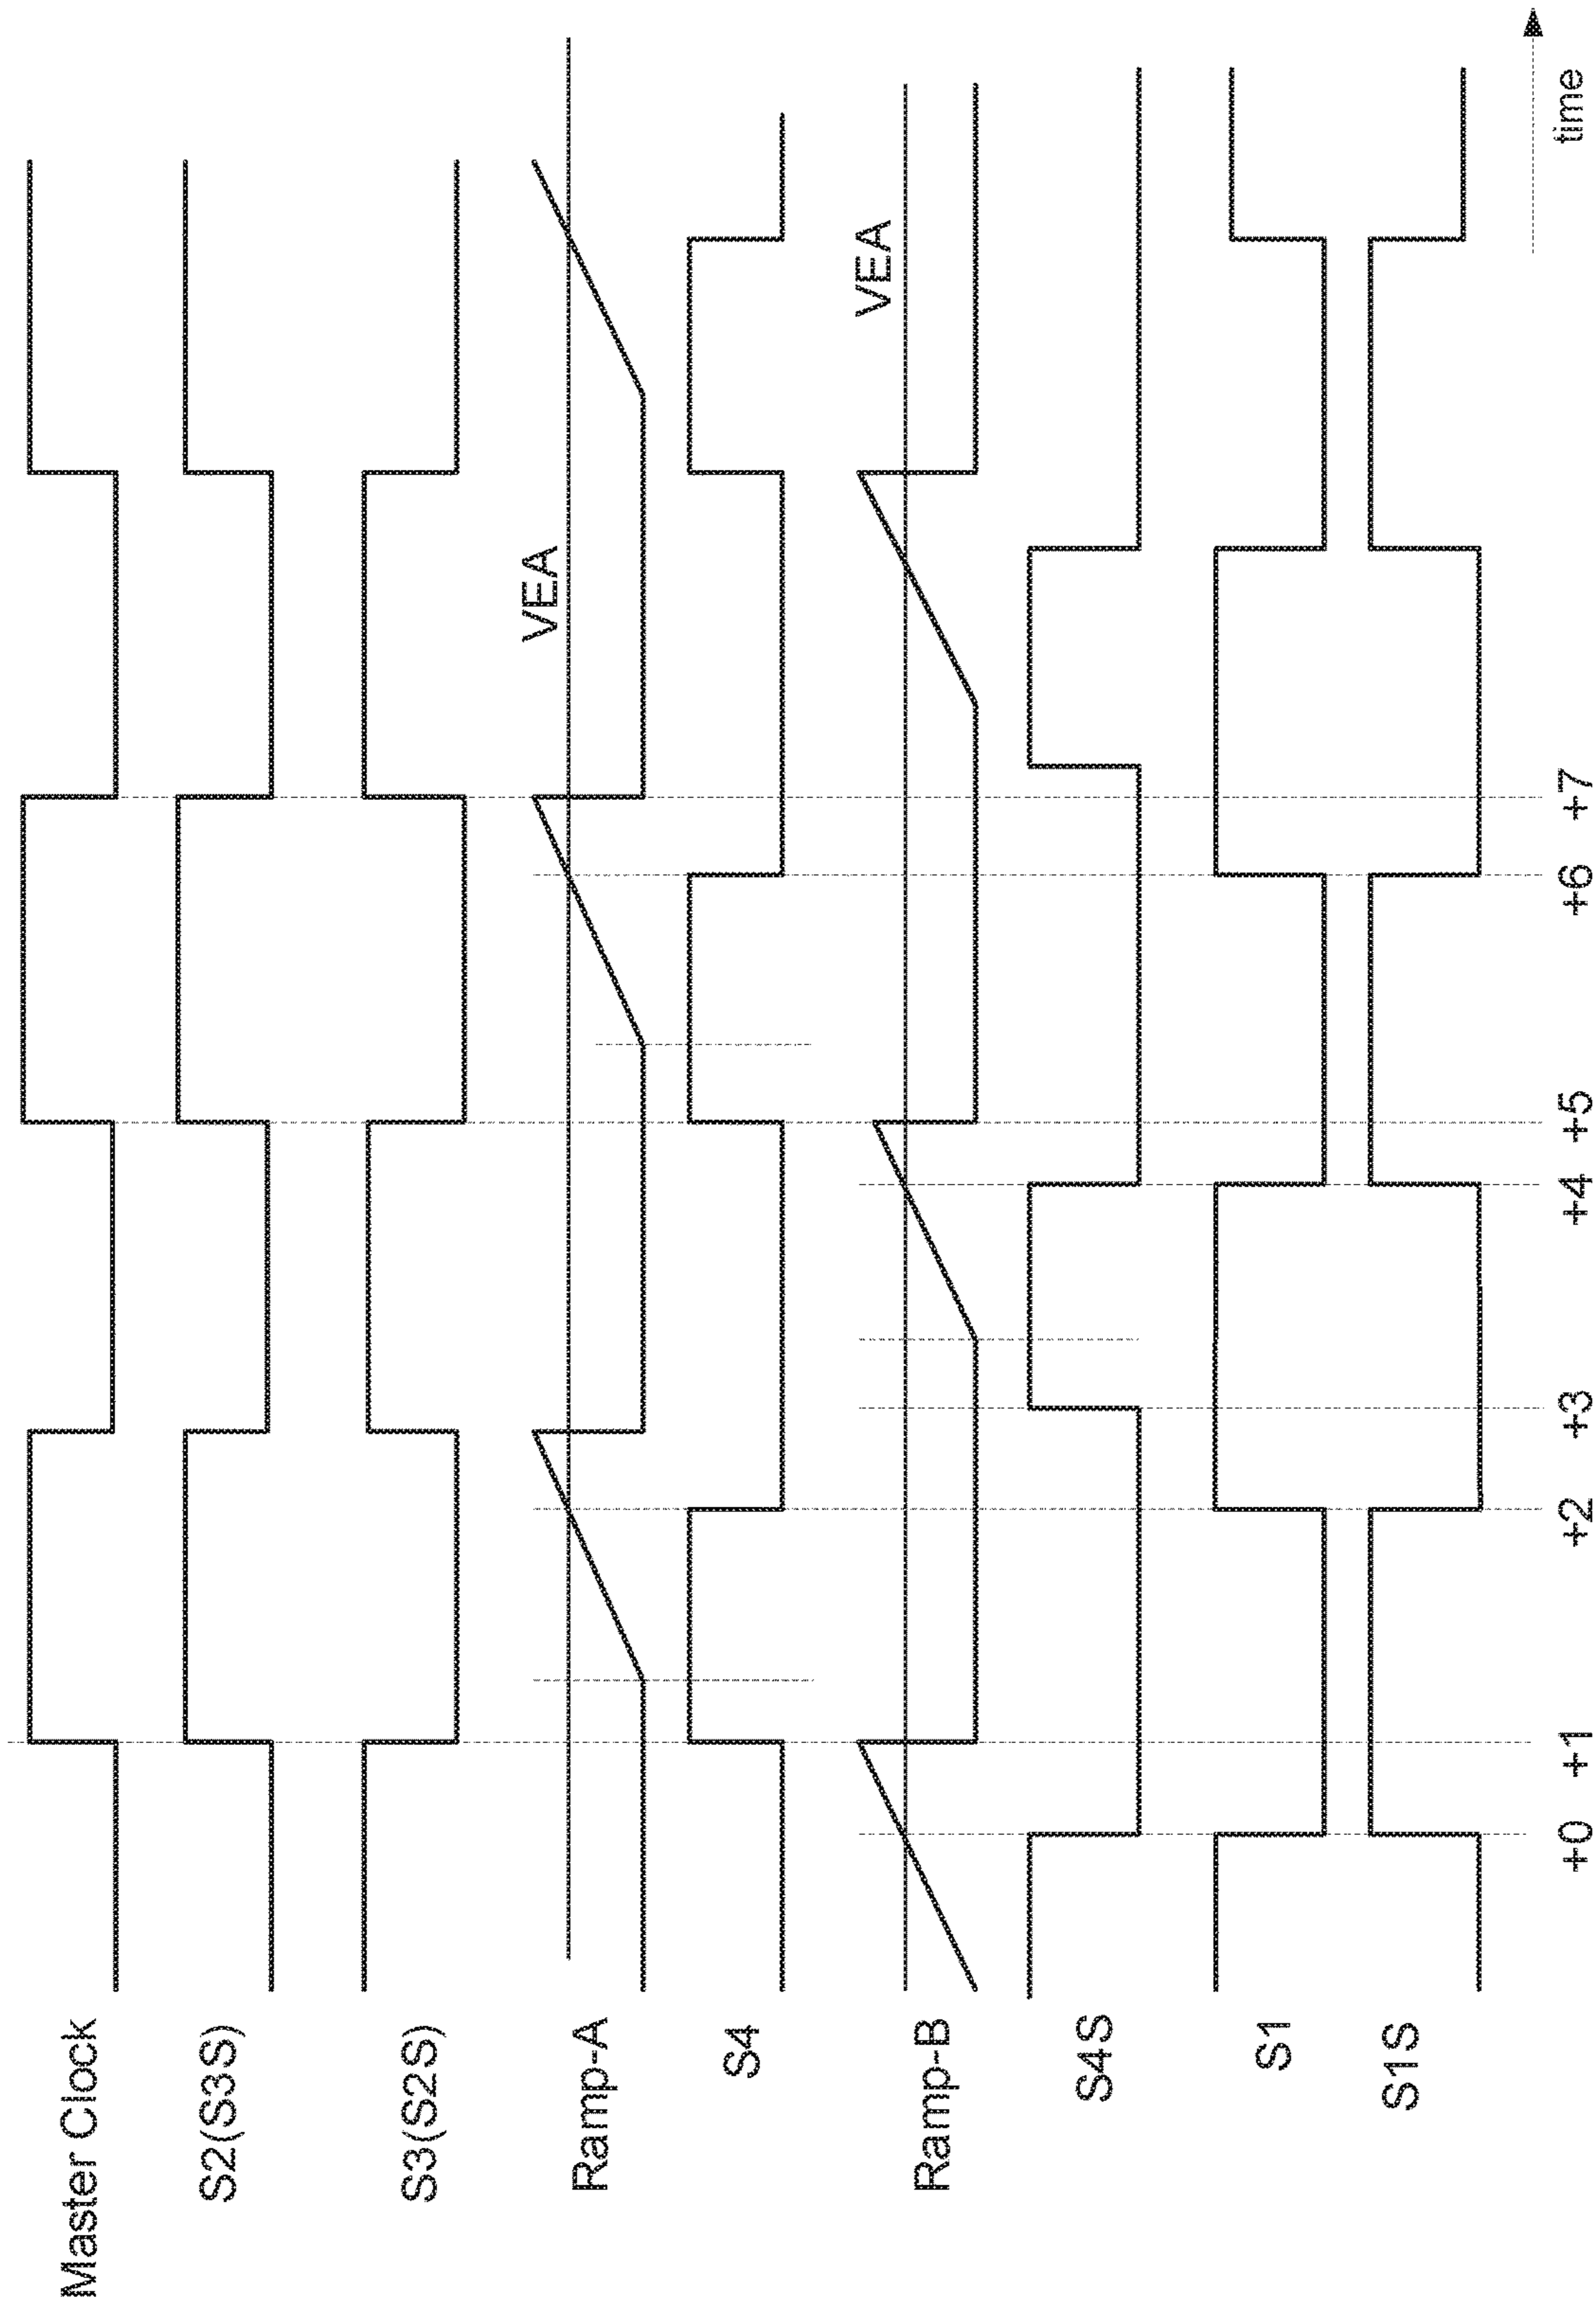 Master Clock
S2(S3S)
S3(S2S)
Ramp-A
VEA
S4
Ramp-B
VEA
S4S
S1
S1S
time
+0 +1 +2 +3 +4 +5 +6 +7